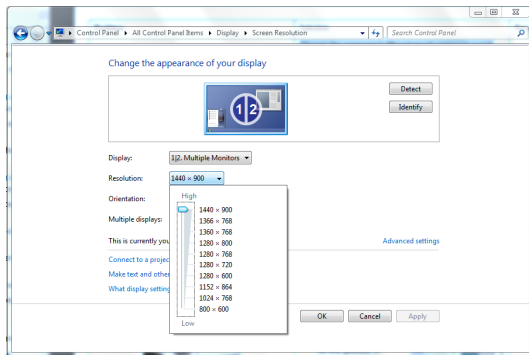 Control Panel ▸ All Control Panel Items ▸ Display ▸ Screen Resolution
Search Control Panel
Change the appearance of your display
1|2
Detect
Identify
Display: 1|2. Multiple Monitors
Resolution: 1440 × 900
Orientation:
High
1440 × 900
1366 × 768
1360 × 768
1280 × 800
1280 × 768
1280 × 720
1280 × 600
1152 × 864
1024 × 768
800 × 600
Low
Multiple displays:
This is currently you
Advanced settings
Connect to a projec
Make text and other
What display setting
OK
Cancel
Apply